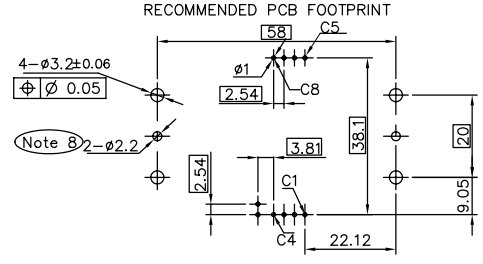 RECOMMENDED PCB FOOTPRINT
58
C5
4-ø3.2±0.06
ø1
⌖ Ø 0.05
C8
2.54
Note 8
2-ø2.2
38.1
20
3.81
2.54
C1
9.05
C4
22.12